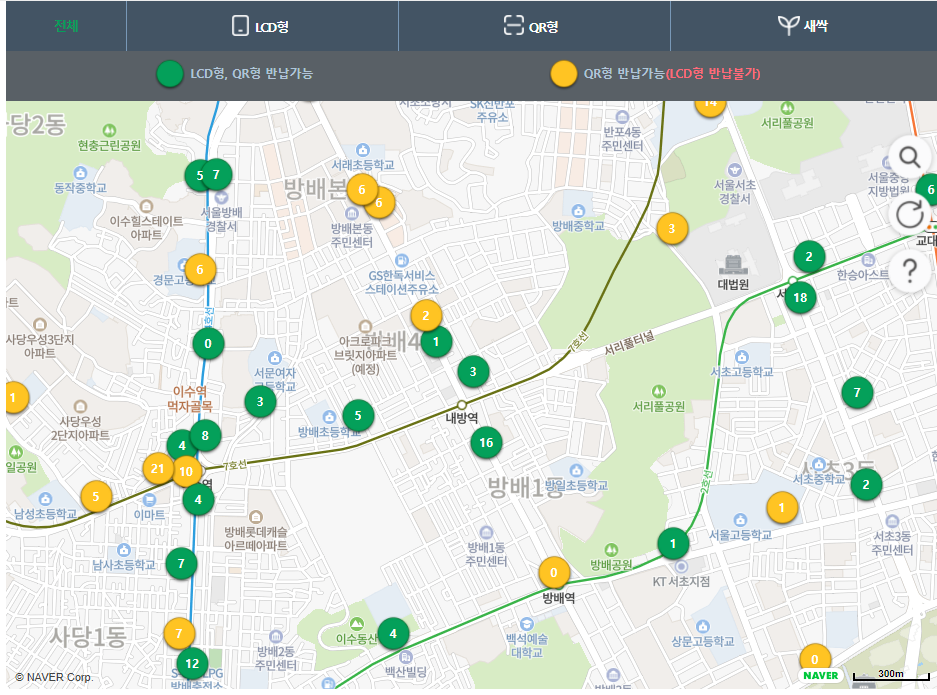 전체
LCD형
QR형
새싹
LCD형, QR형 반납가능
QR형 반납가능(LCD형 반납불가)
14
사당2동
현충근린공원
SK산반포
주유소
반포4동
주민센터
서리풀공원
동작중학교
5
7
서래초등학교
방배본
6
6
서울방배
경찰서
이수힐스테이트
아파트
방배본동
주민센터
방배중학교
서울서초
경찰서
지방법원
6
3
교대
경문고
6
GS한독서비스
스테이션주유소
대법원
2
한승아스트
18
사당우성3단지
아파트
4호선
0
2
1
방배4
아크로파크
브릿지아파트
(예정)
7호선
서리풀터널
서문여자
고등학교
3
서초고등학교
1
이수역
먹자골목
3
5
내방역
서리풀공원
7
사당우성
2단지아파트
방배초등학교
8
4
16
일공원
21
10
역
7호선
방배1동
방일초등학교
2호선
서초3동
서초중학교
2
5
4
남성초등학교
이마트
1
방배롯데캐슬
아르떼아파트
서울고등학교
서초3동
주민센터
남사초등학교
7
방배1동
주민센터
1
방배공원
0
KT 서초지점
방배역
사당1동
7
이수동산
4
백석예술
대학교
상문고등학교
방배2동
주민센터
12
LPG
방배충전소
백산빌딩
0
방배2동
© NAVER Corp.
NAVER
300m